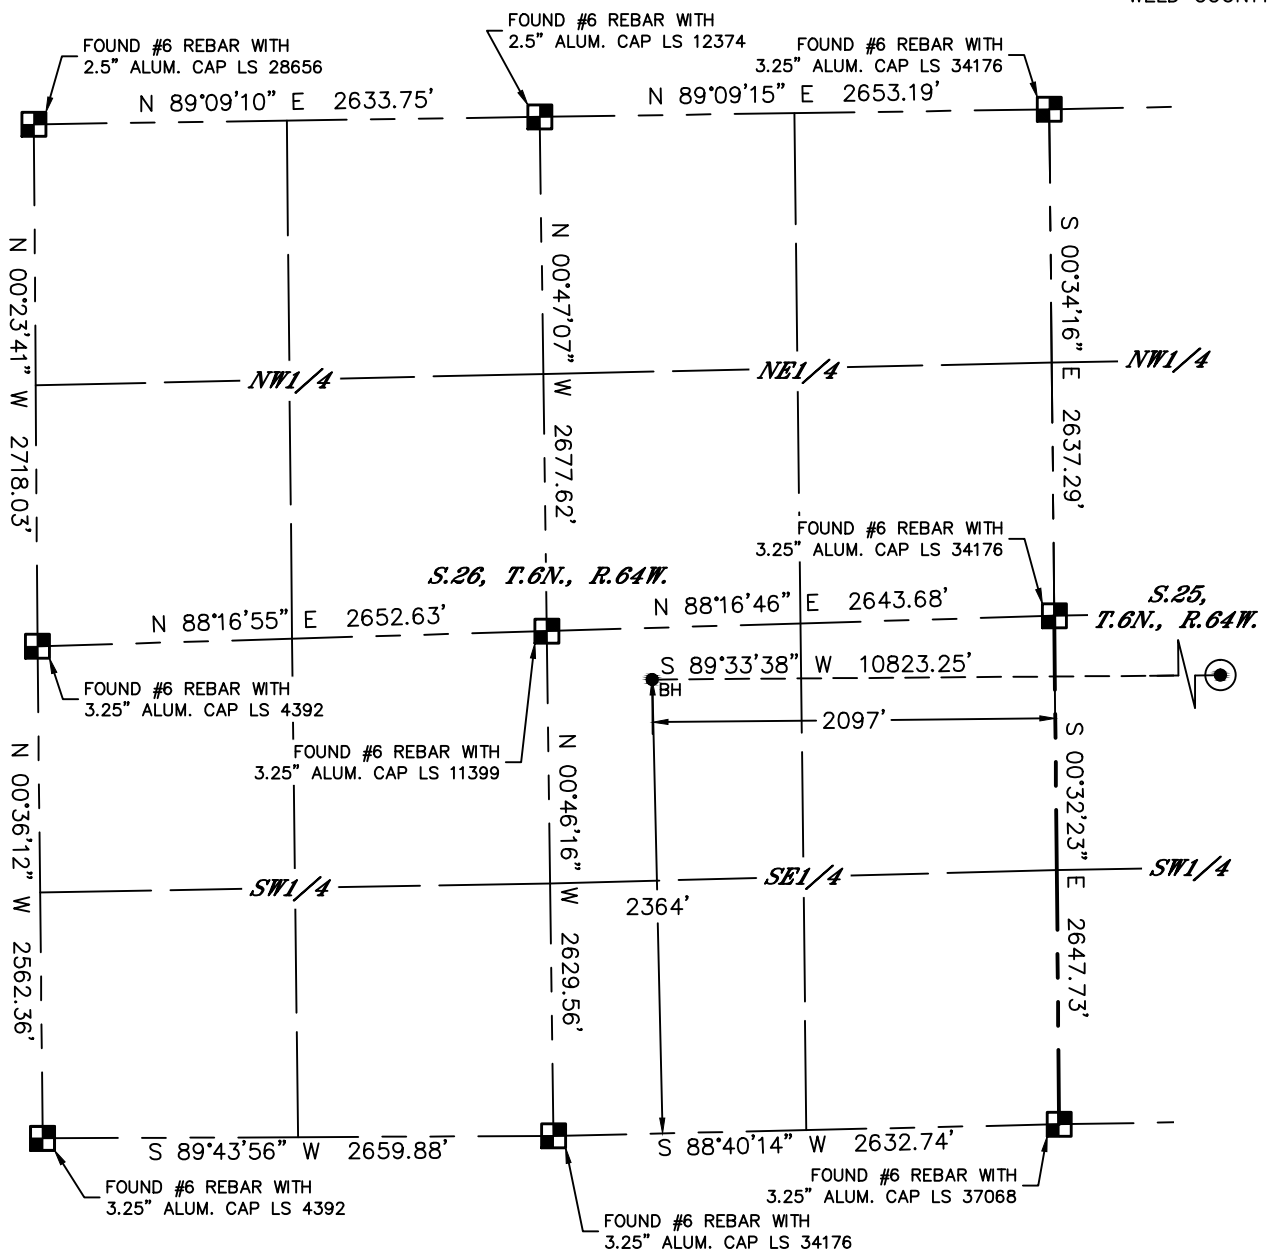 FOUND #6 REBAR WITH
2.5" ALUM. CAP LS 28656
FOUND #6 REBAR WITH
2.5" ALUM. CAP LS 12374
FOUND #6 REBAR WITH
3.25" ALUM. CAP LS 34176
N 89°09'10" E 2633.75'
N 89°09'15" E 2653.19'
N 00°23'41" W 2718.03'
N 00°47'07" W 2677.62'
S 00°34'16" E 2637.29'
NW1/4
NE1/4
NW1/4
FOUND #6 REBAR WITH
3.25" ALUM. CAP LS 34176
S.26, T.6N., R.64W.
S.25,
T.6N., R.64W.
N 88°16'55" E 2652.63'
N 88°16'46" E 2643.68'
S 89°33'38" W 10823.25'
BH
FOUND #6 REBAR WITH
3.25" ALUM. CAP LS 4392
2097'
FOUND #6 REBAR WITH
3.25" ALUM. CAP LS 11399
N 00°36'12" W 2562.36'
N 00°46'16" W 2629.56'
S 00°32'23" E 2647.73'
SW1/4
SE1/4
SW1/4
2364'
S 89°43'56" W 2659.88'
S 88°40'14" W 2632.74'
FOUND #6 REBAR WITH
3.25" ALUM. CAP LS 4392
FOUND #6 REBAR WITH
3.25" ALUM. CAP LS 37068
FOUND #6 REBAR WITH
3.25" ALUM. CAP LS 34176